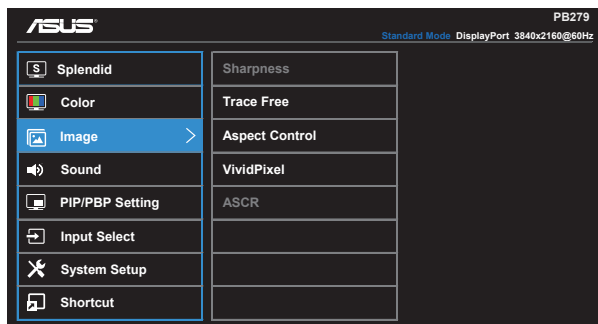 ASUS
PB279
Standard Mode DisplayPort 3840x2160@60Hz
S Splendid
Color
Image
Sound
PIP/PBP Setting
Input Select
System Setup
Shortcut
Sharpness
Trace Free
Aspect Control
VividPixel
ASCR